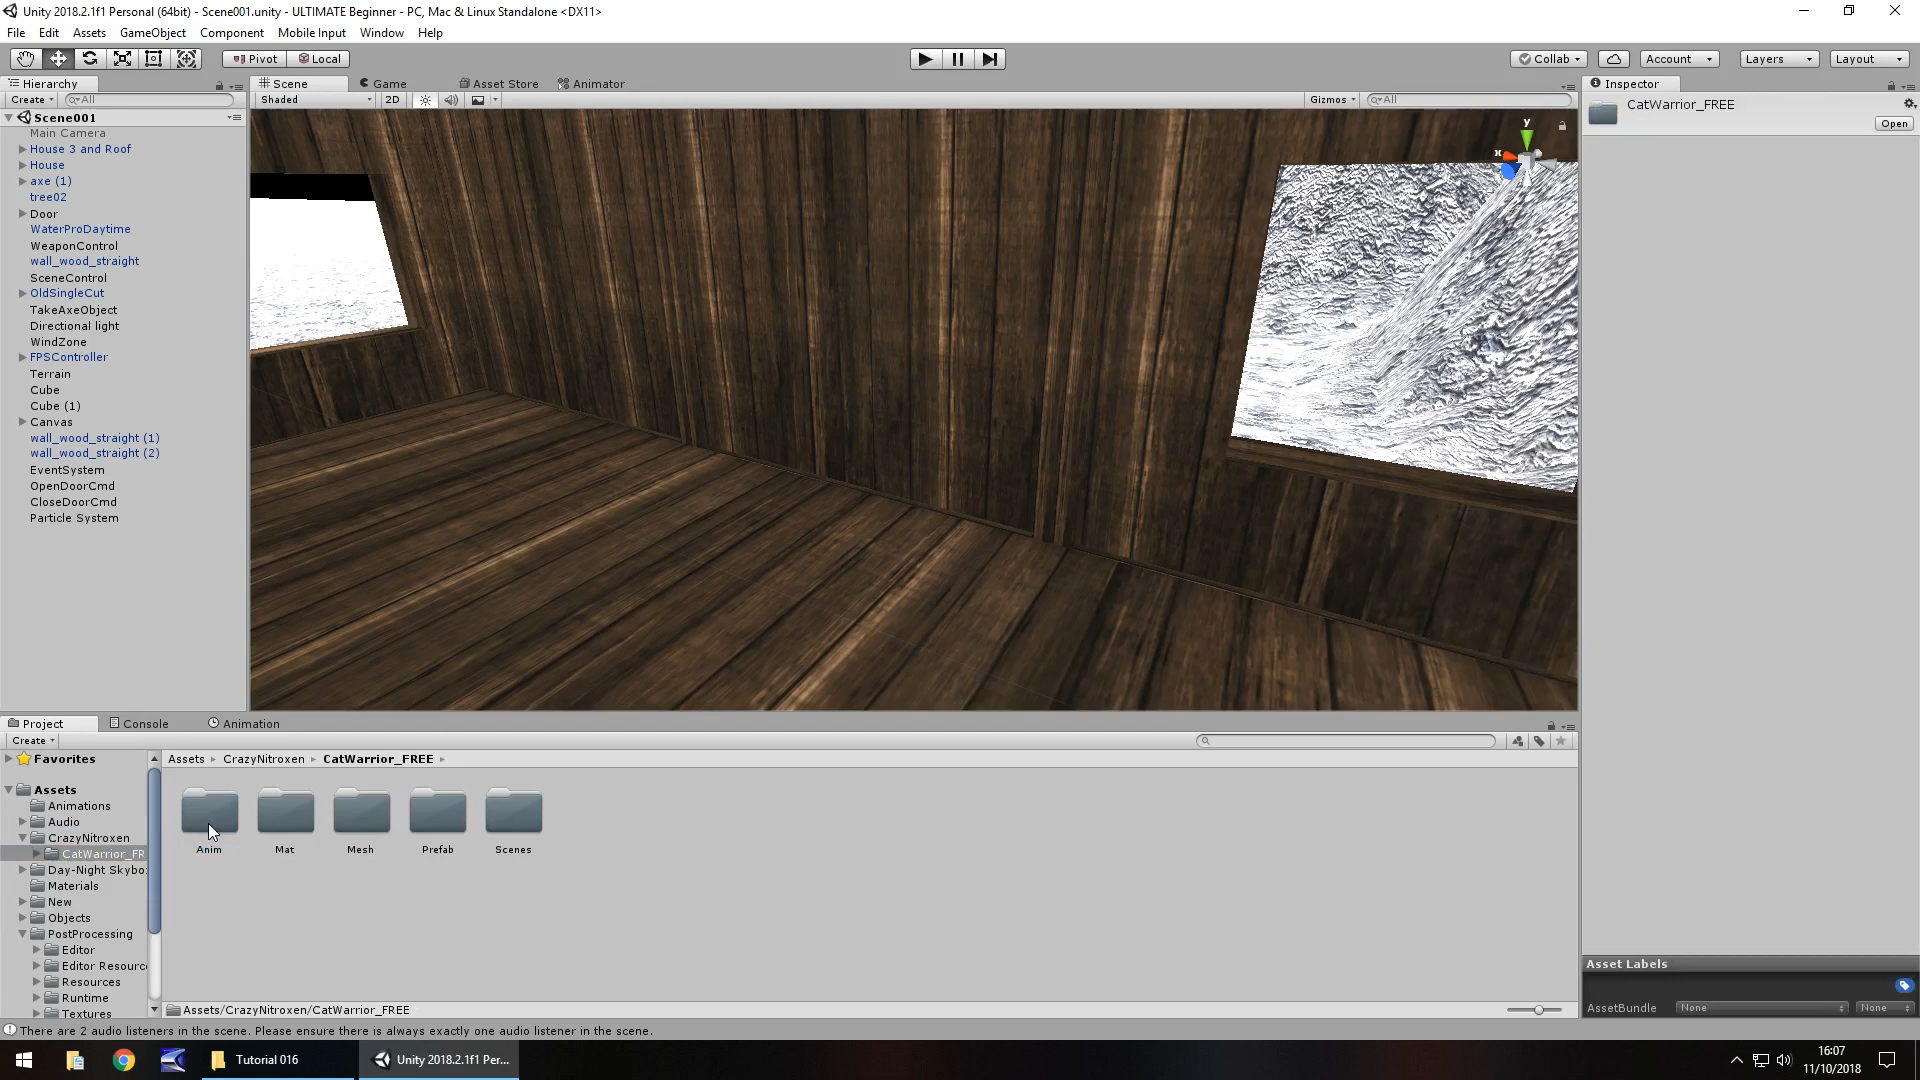 Unity 2018.2.1f1 Personal (64bit) - Scene001.unity - ULTIMATE Beginner - PC, Mac & Linux Standalone <DX11>
File Edit Assets GameObject Component Mobile Input Window Help
Pivot Local Collab Account Layers Layout
Hierarchy Scene Game Asset Store Animator Inspector
Create All Shaded 2D Gizmos All
CatWarrior_FREE
Open
Scene001
Main Camera
House 3 and Roof
House
axe (1)
tree02
Door
WaterProDaytime
WeaponControl
wall_wood_straight
SceneControl
OldSingleCut
TakeAxeObject
Directional light
WindZone
FPSController
Terrain
Cube
Cube (1)
Canvas
wall_wood_straight (1)
wall_wood_straight (2)
EventSystem
OpenDoorCmd
CloseDoorCmd
Particle System
y
x
Project Console Animation
Create
Favorites
Assets
Animations
Audio
CrazyNitroxen
CatWarrior_FR
Day-Night Skybo
Materials
New
Objects
PostProcessing
Editor
Editor Resourc
Resources
Runtime
Textures
Assets CrazyNitroxen CatWarrior_FREE
Anim Mat Mesh Prefab Scenes
Assets/CrazyNitroxen/CatWarrior_FREE
Asset Labels
AssetBundle None None
There are 2 audio listeners in the scene. Please ensure there is always exactly one audio listener in the scene.
Tutorial 016
Unity 2018.2.1f1 Per...
16:07
11/10/2018